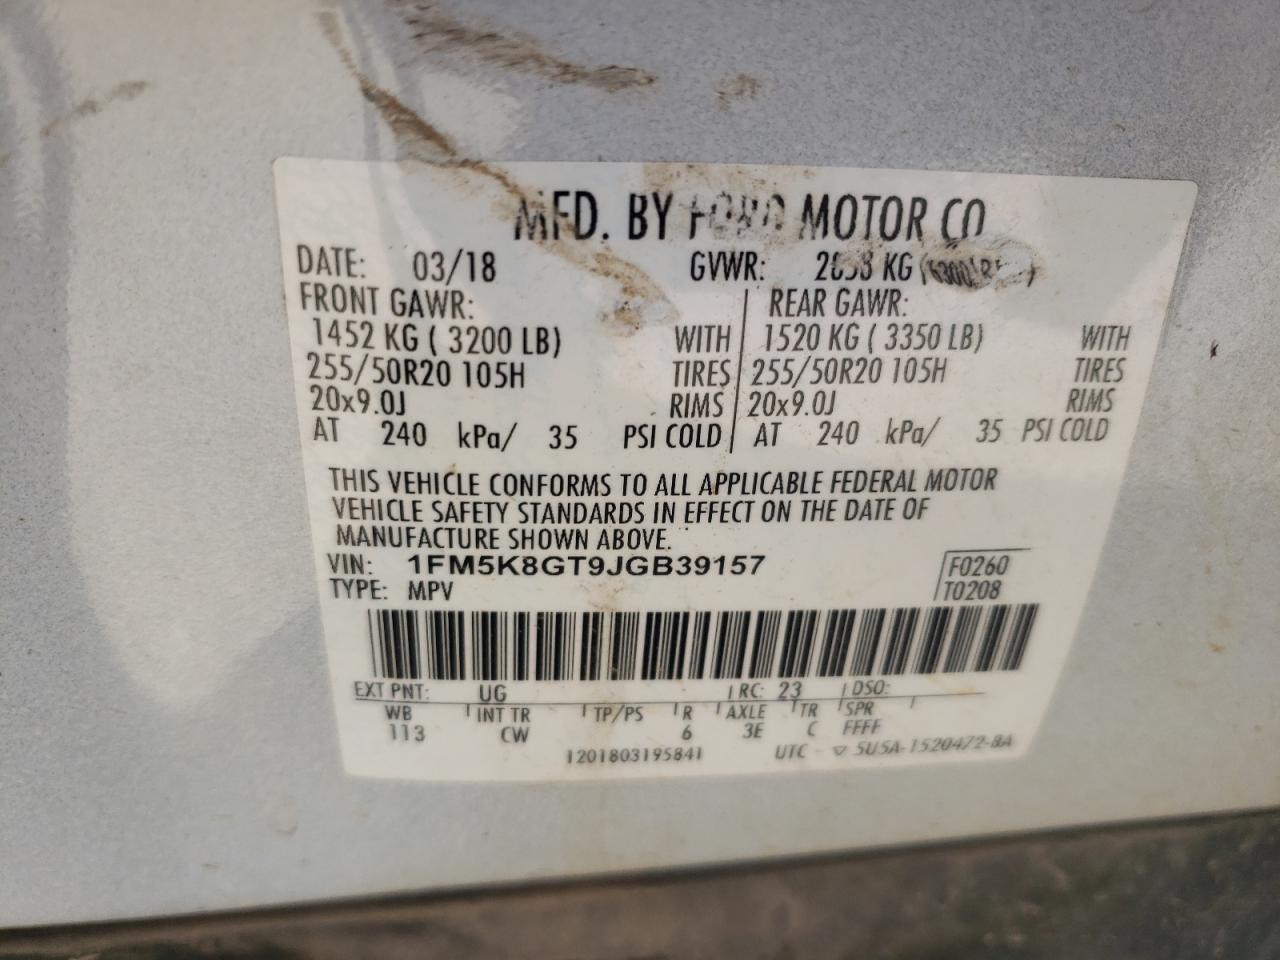 MFD. BY FORD MOTOR CO
DATE: 03/18 GVWR: KG
FRONT GAWR: REAR GAWR:
1452 KG ( 3200 LB) WITH 1520 KG ( 3350 LB) WITH
255/50R20 105H TIRES 255/50R20 105H TIRES
20x9.0J RIMS 20x9.0J RIMS
AT 240 kPa/ 35 PSI COLD AT 240 kPa/ 35 PSI COLD
THIS VEHICLE CONFORMS TO ALL APPLICABLE FEDERAL MOTOR
VEHICLE SAFETY STANDARDS IN EFFECT ON THE DATE OF
MANUFACTURE SHOWN ABOVE.
VIN: 1FM5K8GT9JGB39157 F0260
TYPE: MPV T0208
EXT PNT: UG RC: 23 DSO:
WB INT TR TP/PS R AXLE TR SPR
113 CW 6 3E C FFFF
1201803195841 UTC ▽ 5U5A-1520472-BA